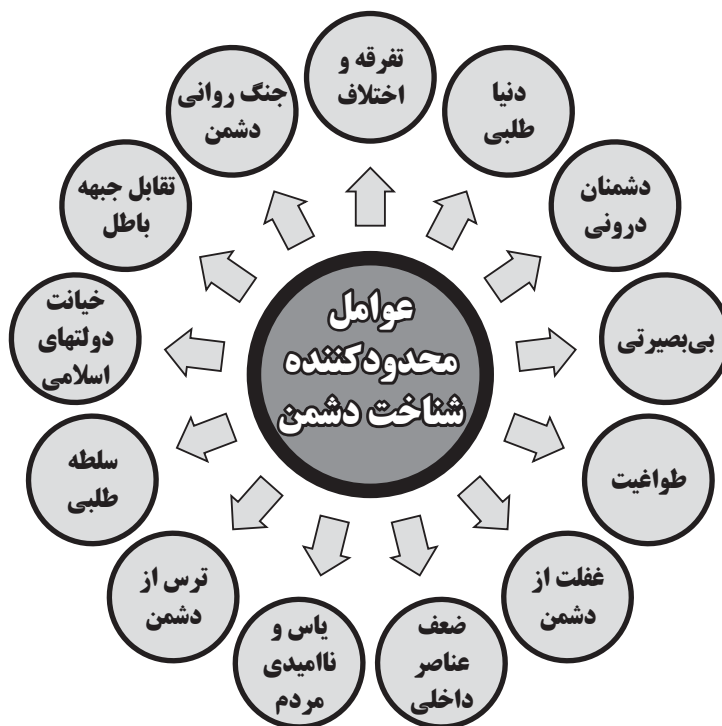 عوامل
محدودکننده
شناخت دشمن
تفرقه و
اختلاف
دنیا
طلبی
دشمنان
درونی
بی‌بصیرتی
طواغیت
غفلت از
دشمن
ضعف
عناصر
داخلی
یاس و
ناامیدی
مردم
ترس از
دشمن
سلطه
طلبی
خیانت
دولتهای
اسلامی
تقابل جبهه
باطل
جنگ روانی
دشمن